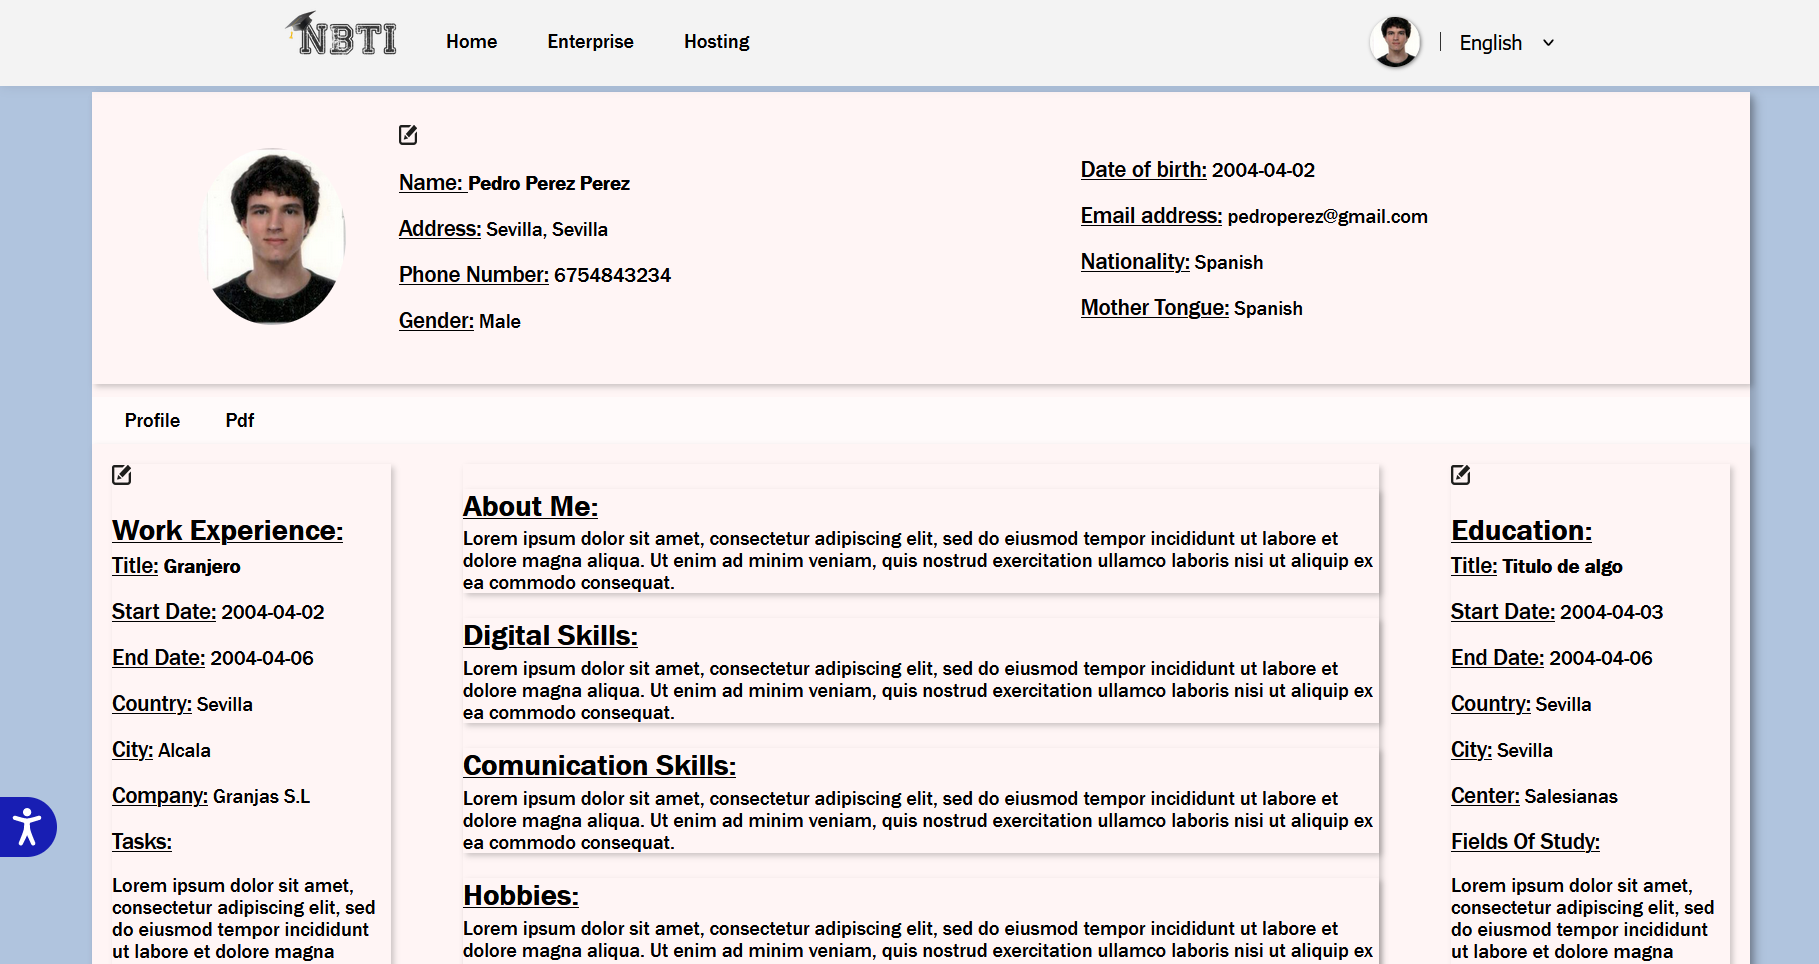 NBTI
Home
Enterprise
Hosting
English
Name: Pedro Perez Perez
Address: Sevilla, Sevilla
Phone Number: 6754843234
Gender: Male
Date of birth: 2004-04-02
Email address: pedroperez@gmail.com
Nationality: Spanish
Mother Tongue: Spanish
Profile
Pdf
Work Experience:
Title: Granjero
Start Date: 2004-04-02
End Date: 2004-04-06
Country: Sevilla
City: Alcala
Company: Granjas S.L
Tasks:
Lorem ipsum dolor sit amet,
consectetur adipiscing elit, sed
do eiusmod tempor incididunt
ut labore et dolore magna
About Me:
Lorem ipsum dolor sit amet, consectetur adipiscing elit, sed do eiusmod tempor incididunt ut labore et
dolore magna aliqua. Ut enim ad minim veniam, quis nostrud exercitation ullamco laboris nisi ut aliquip ex
ea commodo consequat.
Digital Skills:
Lorem ipsum dolor sit amet, consectetur adipiscing elit, sed do eiusmod tempor incididunt ut labore et
dolore magna aliqua. Ut enim ad minim veniam, quis nostrud exercitation ullamco laboris nisi ut aliquip ex
ea commodo consequat.
Comunication Skills:
Lorem ipsum dolor sit amet, consectetur adipiscing elit, sed do eiusmod tempor incididunt ut labore et
dolore magna aliqua. Ut enim ad minim veniam, quis nostrud exercitation ullamco laboris nisi ut aliquip ex
ea commodo consequat.
Hobbies:
Lorem ipsum dolor sit amet, consectetur adipiscing elit, sed do eiusmod tempor incididunt ut labore et
dolore magna aliqua. Ut enim ad minim veniam, quis nostrud exercitation ullamco laboris nisi ut aliquip ex
Education:
Title: Titulo de algo
Start Date: 2004-04-03
End Date: 2004-04-06
Country: Sevilla
City: Sevilla
Center: Salesianas
Fields Of Study:
Lorem ipsum dolor sit amet,
consectetur adipiscing elit, sed
do eiusmod tempor incididunt
ut labore et dolore magna